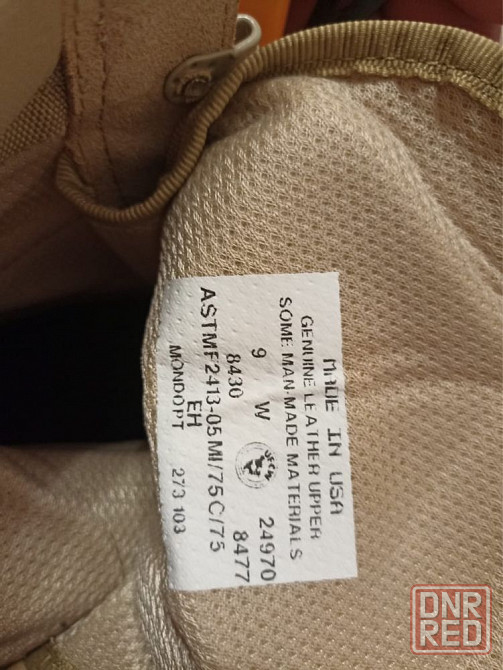 MADE IN USA
GENUINE LEATHER UPPER
SOME MAN-MADE MATERIALS
9 W 24970
8430 8477
ASTMF2413-05 MI/75 C/75
EH
MONDOPT 273 103
DNR
RED